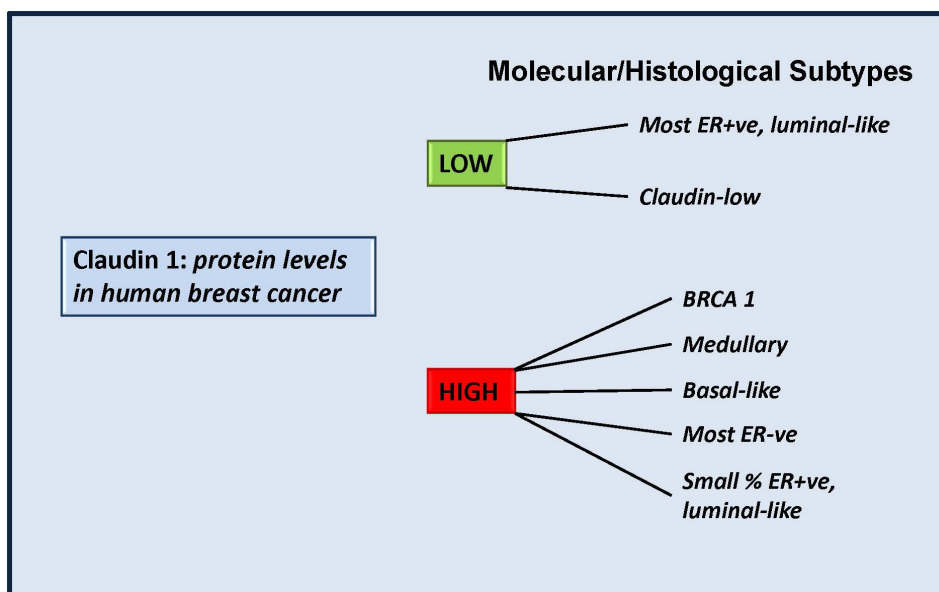 Molecular/Histological Subtypes
Most ER+ve, luminal-like
LOW
Claudin-low
Claudin 1: protein levels
in human breast cancer
BRCA 1
Medullary
HIGH
Basal-like
Most ER-ve
Small % ER+ve,
luminal-like